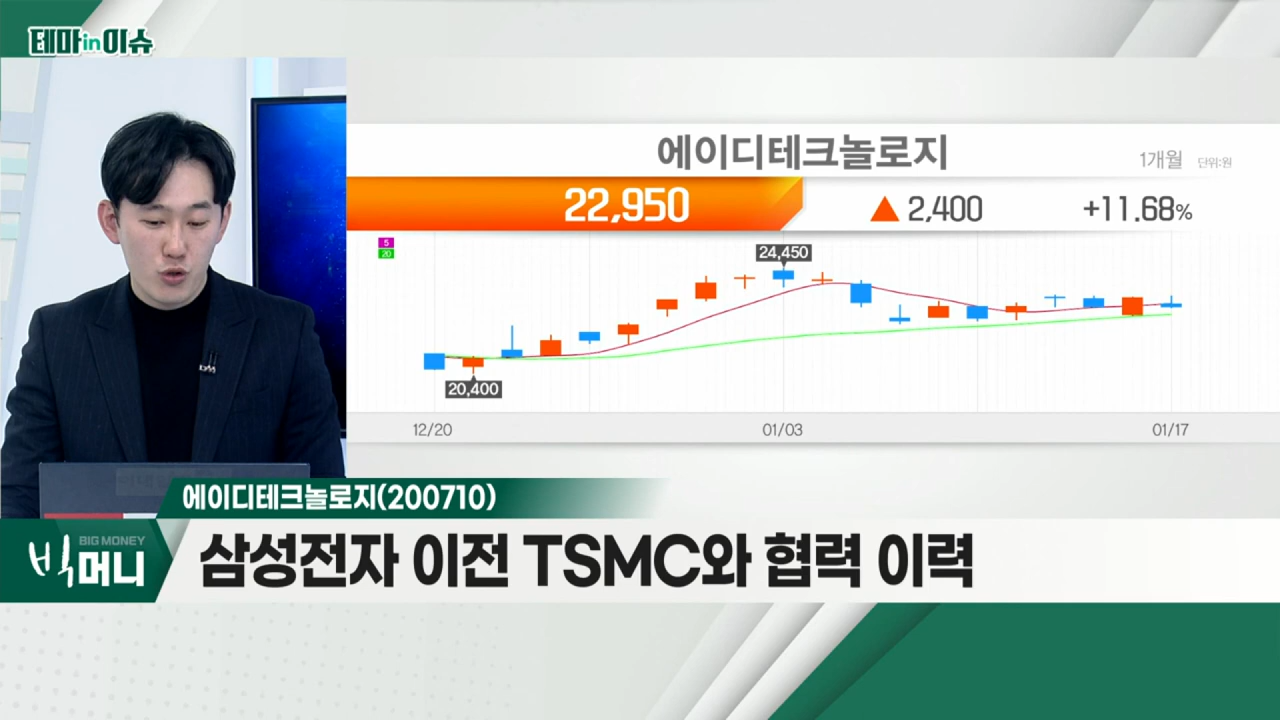 테마in이슈
에이디테크놀로지
1개월 단위:원
22,950 ▲ 2,400 +11.68%
5
20
24,450
20,400
12/20 01/03 01/17
에이디테크놀로지(200710)
BIG MONEY
빅머니
삼성전자 이전 TSMC와 협력 이력